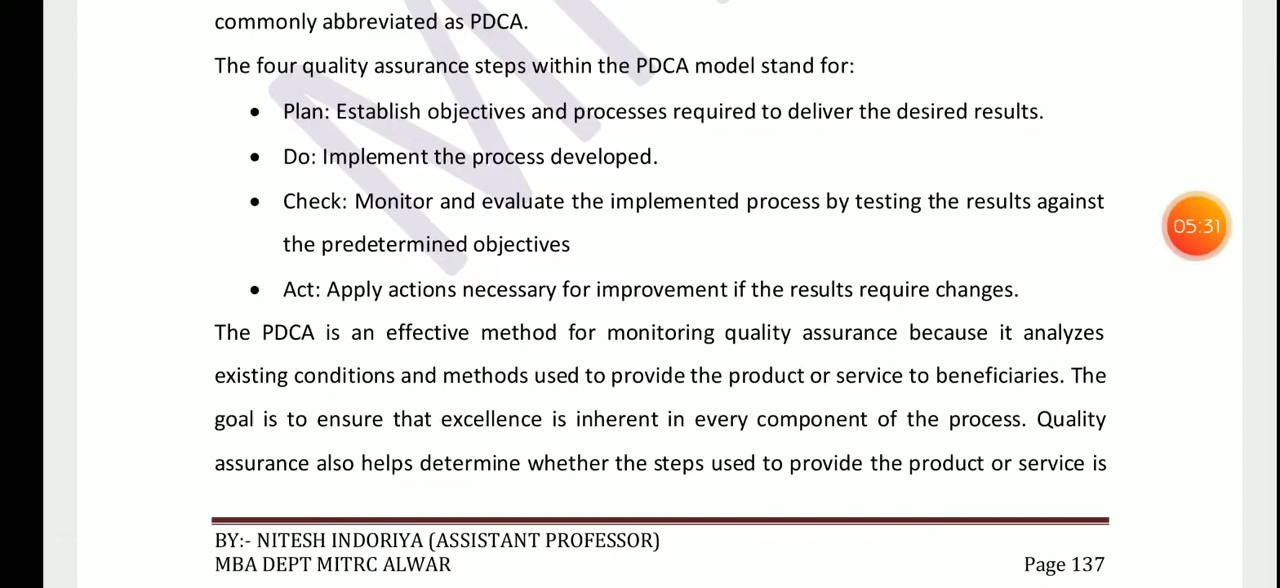 commonly abbreviated as PDCA.
The four quality assurance steps within the PDCA model stand for:
• Plan: Establish objectives and processes required to deliver the desired results.
• Do: Implement the process developed.
• Check: Monitor and evaluate the implemented process by testing the results against
the predetermined objectives
• Act: Apply actions necessary for improvement if the results require changes.
The PDCA is an effective method for monitoring quality assurance because it analyzes
existing conditions and methods used to provide the product or service to beneficiaries. The
goal is to ensure that excellence is inherent in every component of the process. Quality
assurance also helps determine whether the steps used to provide the product or service is
BY:- NITESH INDORIYA (ASSISTANT PROFESSOR)
MBA DEPT MITRC ALWAR Page 137
05:31